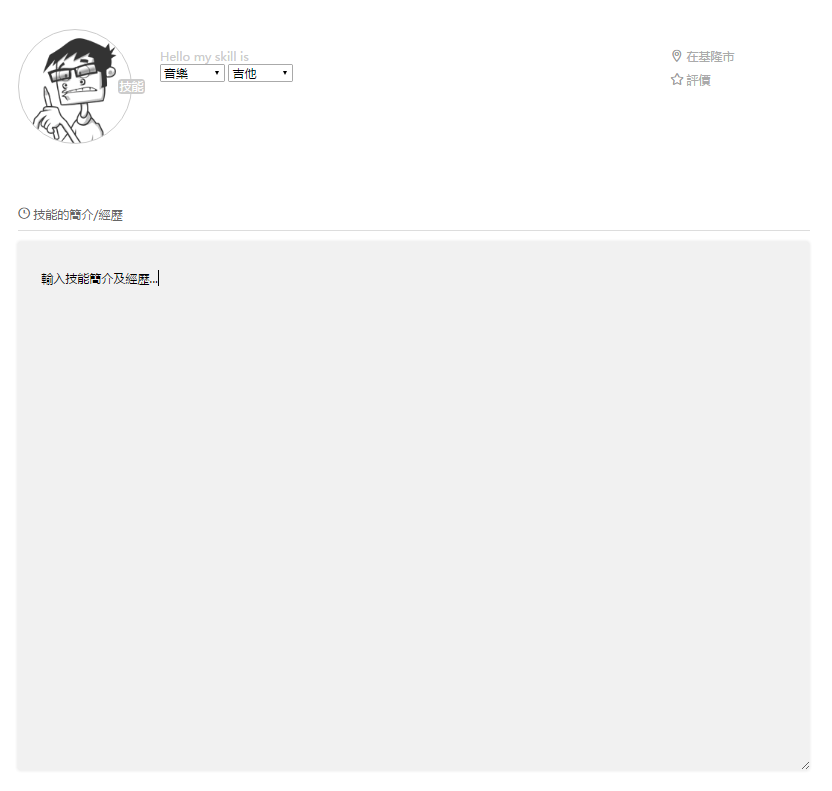 Hello my skill is
音樂 吉他
技能
在基隆市
評價
技能的簡介/經歷
輸入技能簡介及經歷...